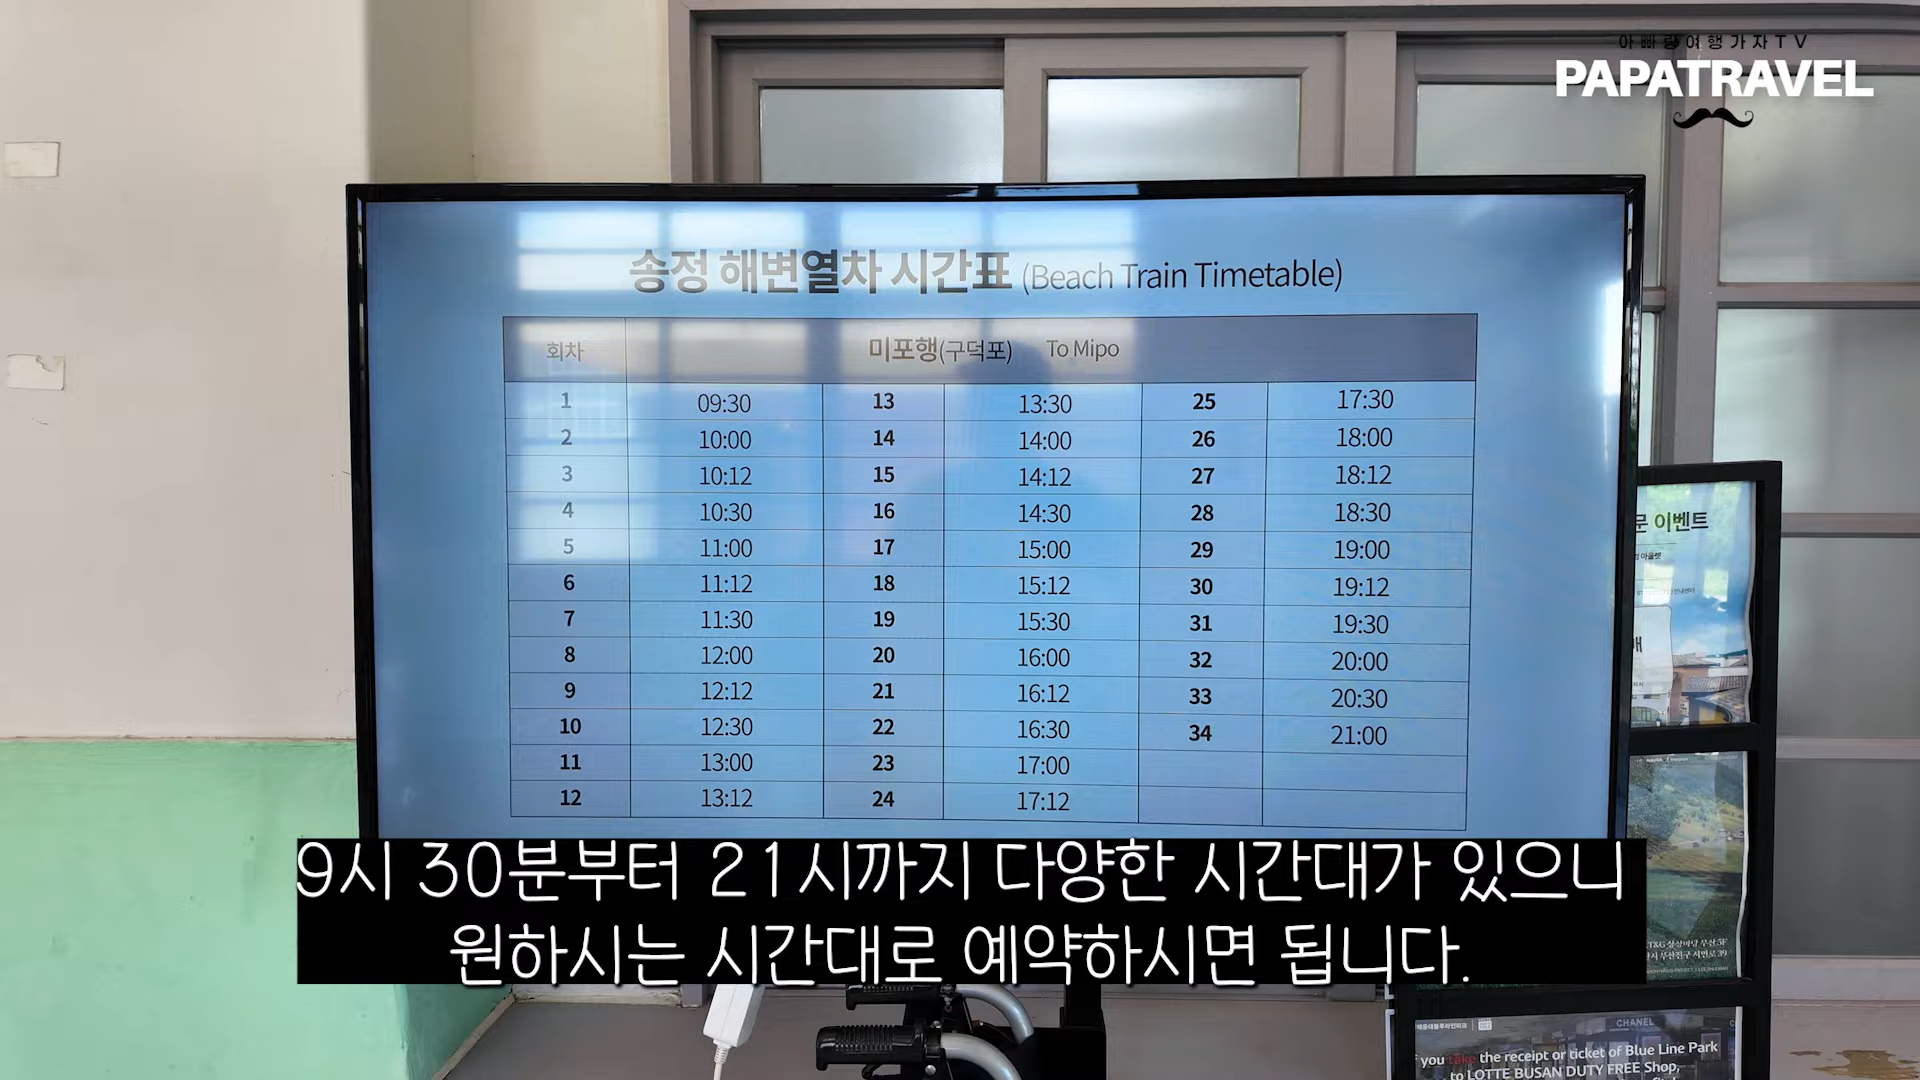 아빠랑여행가자TV
PAPATRAVEL
송정 해변열차 시간표 (Beach Train Timetable)
회차 미포행(구덕포) To Mipo
1 09:30 13 13:30 25 17:30
2 10:00 14 14:00 26 18:00
3 10:12 15 14:12 27 18:12
4 10:30 16 14:30 28 18:30
5 11:00 17 15:00 29 19:00
6 11:12 18 15:12 30 19:12
7 11:30 19 15:30 31 19:30
8 12:00 20 16:00 32 20:00
9 12:12 21 16:12 33 20:30
10 12:30 22 16:30 34 21:00
11 13:00 23 17:00
12 13:12 24 17:12
문 이벤트
9시 30분부터 21시까지 다양한 시간대가 있으니
원하시는 시간대로 예약하시면 됩니다.
CHANEL
you take the receipt or ticket of Blue Line Park
to LOTTE BUSAN DUTY FREE Shop,